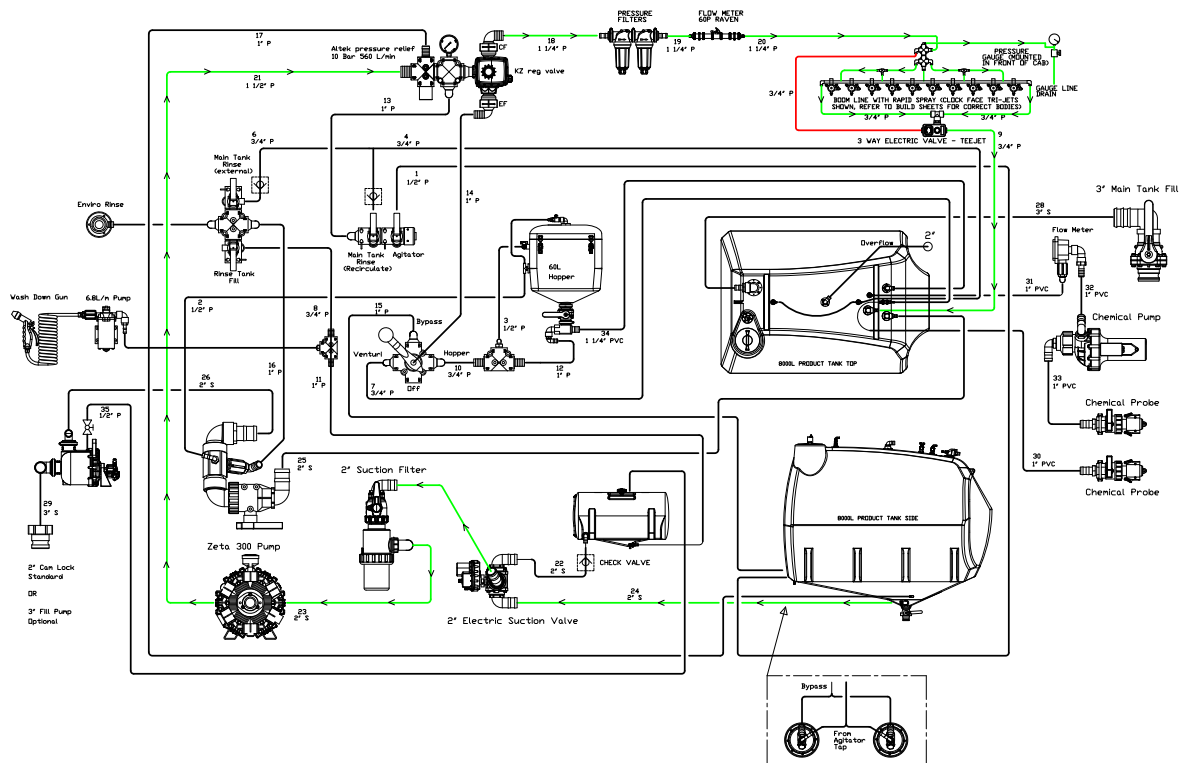 17
1" P
Altek pressure relief
10 Bar 560 L/min
CF
KZ reg valve
EF
18
1 1/4" P
PRESSURE
FILTERS
19
1 1/4" P
FLOW METER
60P RAVEN
20
1 1/4" P
PRESSURE
GAUGE (MOUNTED
IN FRONT OF CAB)
GAUGE LINE
DRAIN
21
1 1/2" P
13
1" P
3/4" P
BOOM LINE WITH RAPID SPRAY (CLOCK FACE TRI-JETS
SHOWN, REFER TO BUILD SHEETS FOR CORRECT BODIES)
3/4" P
3/4" P
3 WAY ELECTRIC VALVE - TEEJET
9
3/4" P
6
3/4" P
4
3/4" P
Main Tank
Rinse
(external)
1
1/2" P
14
1" P
Enviro Rinse
Rinse Tank
Fill
Main Tank
Rinse
(Recirculate)
Agitator
60L
Hopper
Overflow
2"
28
3" S
3" Main Tank Fill
Flow Meter
31
1" PVC
32
1" PVC
Wash Down Gun
6.8L/m Pump
2
1/2" P
8
3/4" P
15
1" P
Bypass
3
1/2" P
34
1 1/4" PVC
Chemical Pump
Venturi
Hopper
Off
7
3/4" P
10
3/4" P
12
1" P
8000L PRODUCT TANK TOP
26
2" S
16
1" P
11
1" P
33
1" PVC
35
1/2" P
Chemical Probe
25
2" S
2" Suction Filter
30
1" PVC
Chemical Probe
29
3" S
8000L PRODUCT TANK SIDE
Zeta 300 Pump
2" Cam Lock
Standard
OR
3" Fill Pump
Optional
22
2" S
CHECK VALVE
23
2" S
24
2" S
2" Electric Suction Valve
Bypass
From
Agitator
Tap